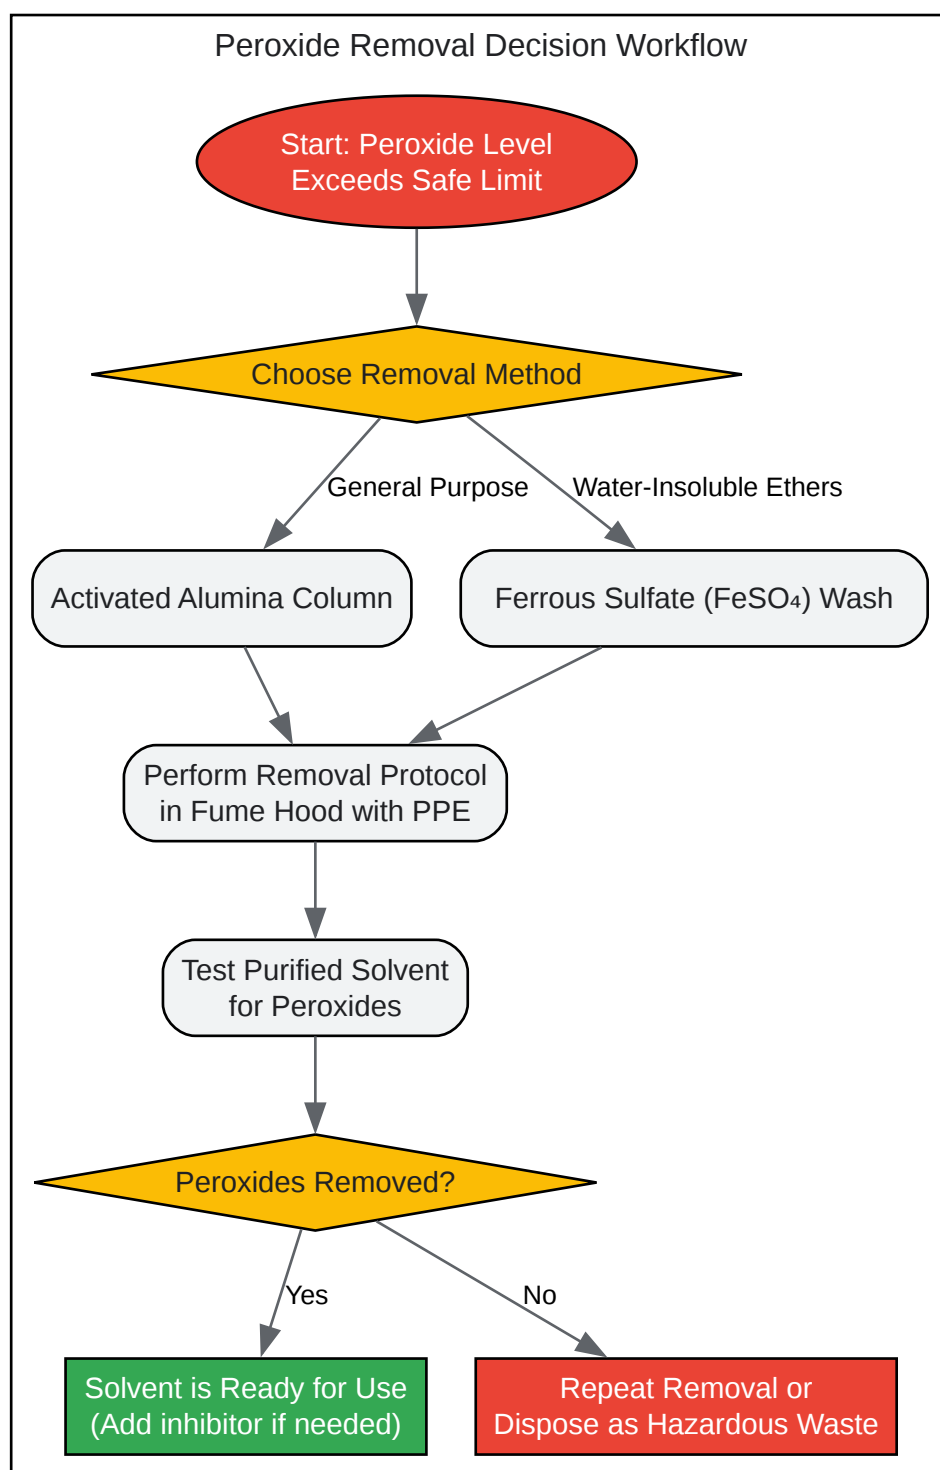 Peroxide Removal Decision Workflow
Start: Peroxide Level
Exceeds Safe Limit
Choose Removal Method
General Purpose
Water-Insoluble Ethers
Activated Alumina Column
Ferrous Sulfate (FeSO₄) Wash
Perform Removal Protocol
in Fume Hood with PPE
Test Purified Solvent
for Peroxides
Peroxides Removed?
Yes
No
Solvent is Ready for Use
(Add inhibitor if needed)
Repeat Removal or
Dispose as Hazardous Waste